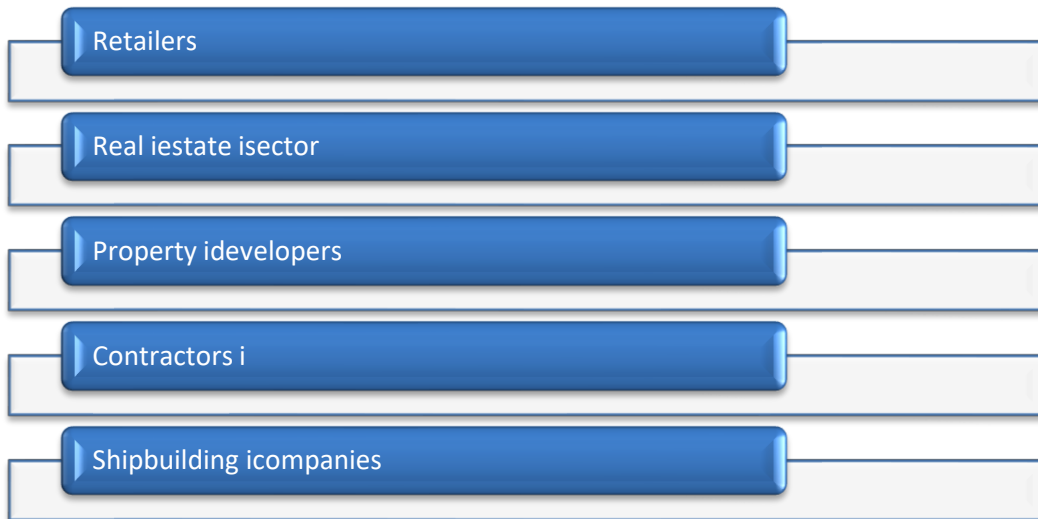 Retailers
Real iestate isector
Property idevelopers
Contractors i
Shipbuilding icompanies